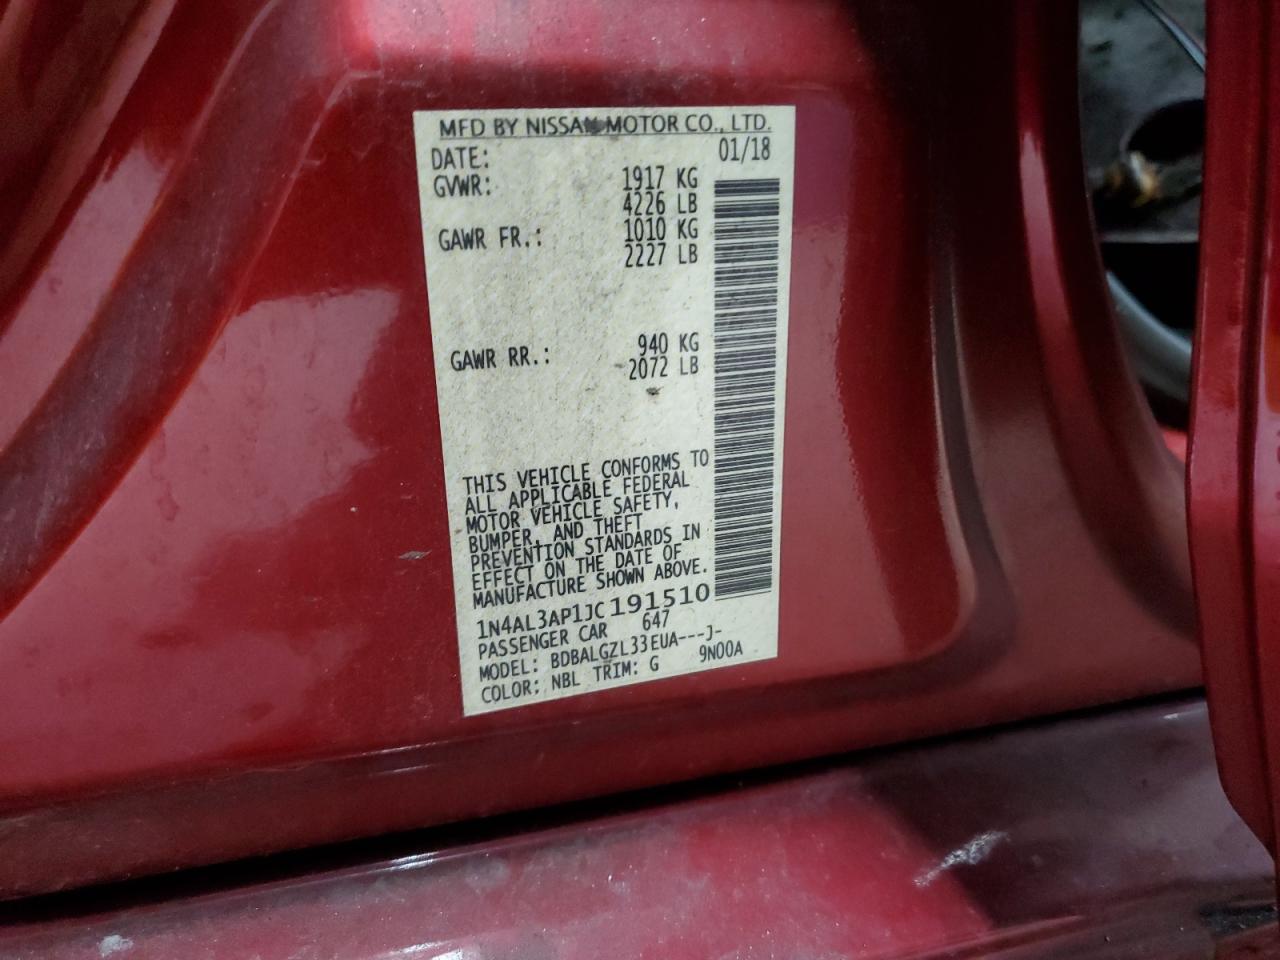 MFD BY NISSAN MOTOR CO., LTD.
DATE: 01/18
GVWR: 1917 KG
4226 LB
GAWR FR.: 1010 KG
2227 LB
GAWR RR.: 940 KG
2072 LB
THIS VEHICLE CONFORMS TO
ALL APPLICABLE FEDERAL
MOTOR VEHICLE SAFETY,
BUMPER, AND THEFT
PREVENTION STANDARDS IN
EFFECT ON THE DATE OF
MANUFACTURE SHOWN ABOVE.
1N4AL3AP1JC191510
PASSENGER CAR 647
MODEL: BDBALGZL33EUA---J-
COLOR: NBL TRIM: G 9N00A